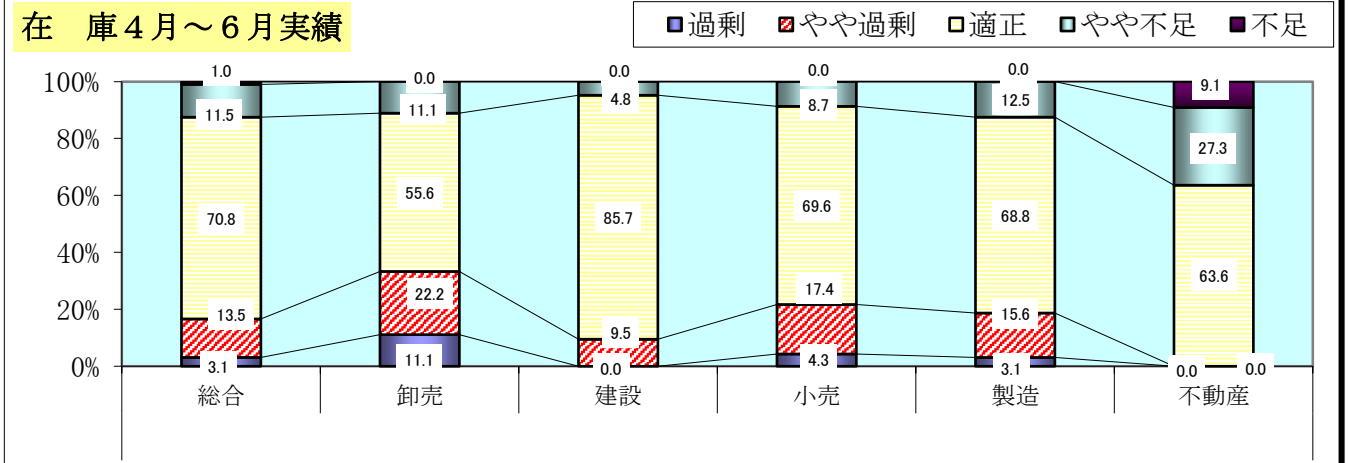 在　庫４月～６月実績
過剰 やや過剰 適正 やや不足 不足
100%
80%
60%
40%
20%
0%
1.0 0.0 0.0 0.0 0.0 9.1
11.5 11.1 4.8 8.7 12.5 27.3
70.8 55.6 85.7 69.6 68.8 63.6
13.5 22.2 9.5 17.4 15.6 0.0
3.1 11.1 0.0 4.3 3.1 0.0
総合 卸売 建設 小売 製造 不動産